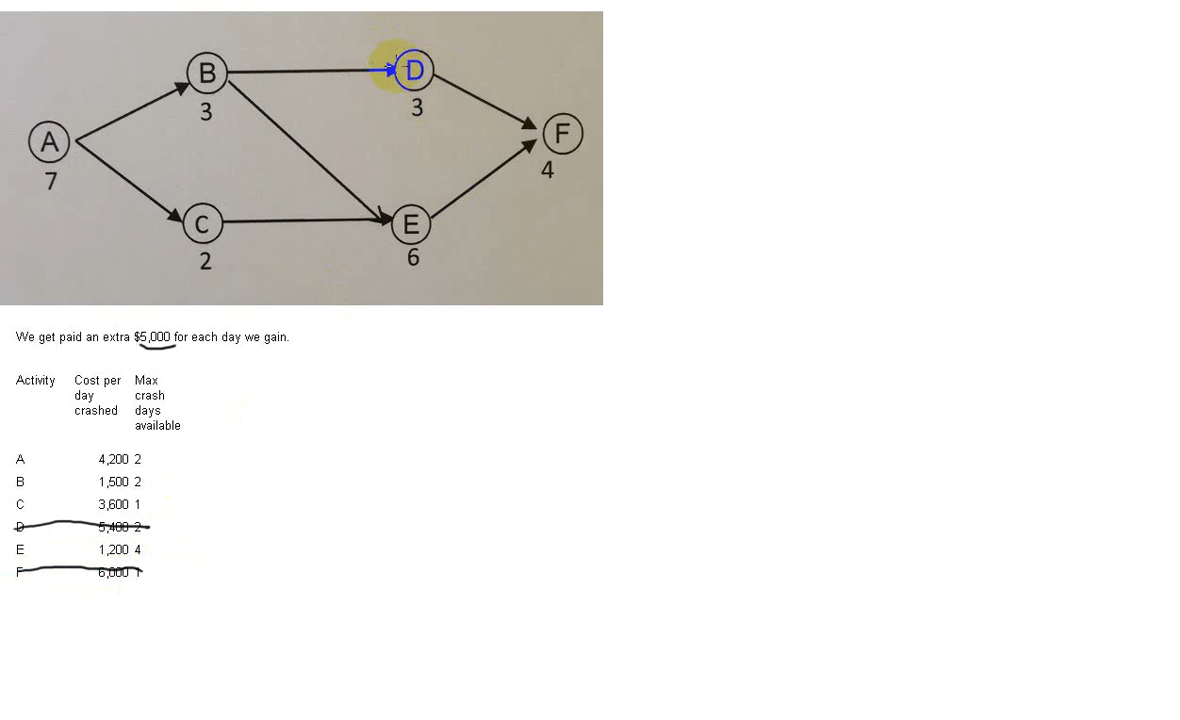 B
D
3
3
A
F
7
4
C
E
2
6
We get paid an extra $5,000 for each day we gain.
Activity Cost per day crashed Max crash days available
A 4,200 2
B 1,500 2
C 3,600 1
D 5,400 2
E 1,200 4
F 6,000 1